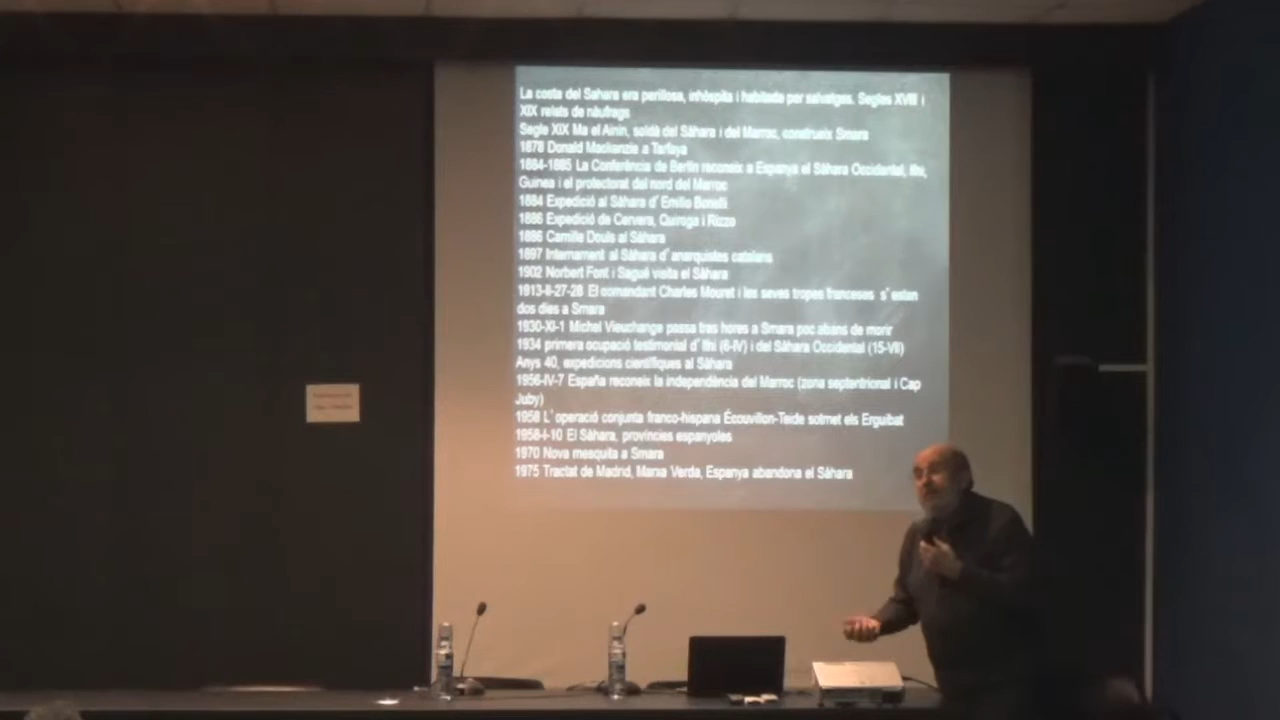 La costa del Sahara era perillosa, inhòspita i habitada per salvatges. Segles XVIII i
XIX relats de nàufrags
Segle XIX Ma el Ainin, soldà del Sàhara i del Marroc, construeix Smara
1878 Donald Mackenzie a Tarfaya
1884-1885 La Conferència de Berlín reconeix a Espanya el Sàhara Occidental, Ifni,
Guinea i el protectorat del nord del Marroc
1884 Expedició al Sàhara d´Emilio Bonelli
1886 Expedició de Cervera, Quiroga i Rizzo
1886 Camille Douls al Sàhara
1897 Internament al Sàhara d´anarquistes catalans
1902 Norbert Font i Sagué visita el Sàhara
1913-II-27-28 El comandant Charles Mouret i les seves tropes franceses s´estan
dos dies a Smara
1930-XI-1 Michel Vieuchange passa tres hores a Smara poc abans de morir
1934 primera ocupació testimonial d´Ifni (6-IV) i del Sàhara Occidental (15-VII)
Anys 40, expedicions científiques al Sàhara
1956-IV-7 España reconeix la independència del Marroc (zona septentrional i Cap
Juby)
1958 L´operació conjunta franco-hispana Écouvillon-Teide sotmet els Erguibat
1958-I-10 El Sàhara, províncies espanyoles
1970 Nova mesquita a Smara
1975 Tractat de Madrid, Marxa Verda, Espanya abandona el Sàhara